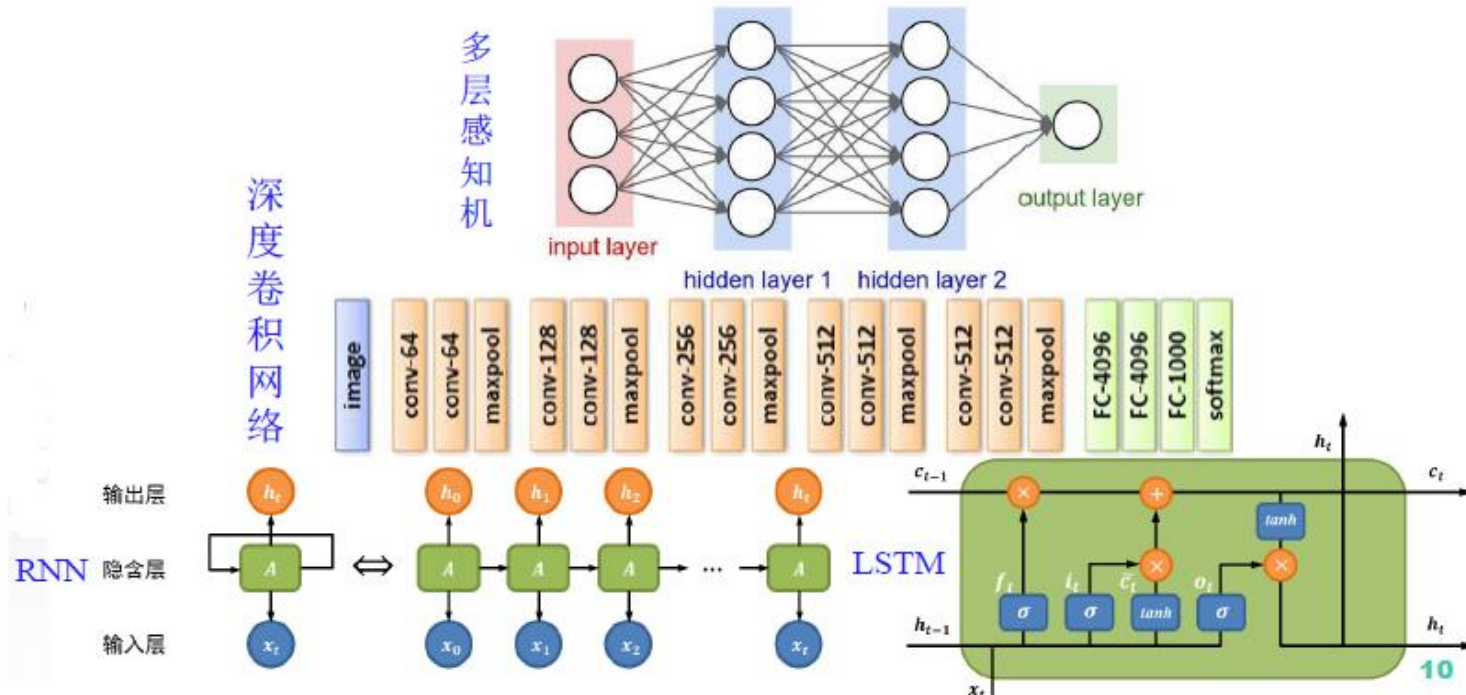 多层感知机
input layer
hidden layer 1
hidden layer 2
output layer
深度卷积网络
image
conv-64
conv-64
maxpool
conv-128
conv-128
maxpool
conv-256
conv-256
maxpool
conv-512
conv-512
maxpool
conv-512
conv-512
maxpool
FC-4096
FC-4096
FC-1000
softmax
RNN
输出层
隐含层
输入层
h_t
A
x_t
⇔
h_0 h_1 h_2 h_t
A A A ... A
x_0 x_1 x_2 x_t
LSTM
h_t
c_{t-1} × + c_t
tanh
f_t i_t × c̃_t o_t ×
σ σ tanh σ
h_{t-1} h_t
x_t
10